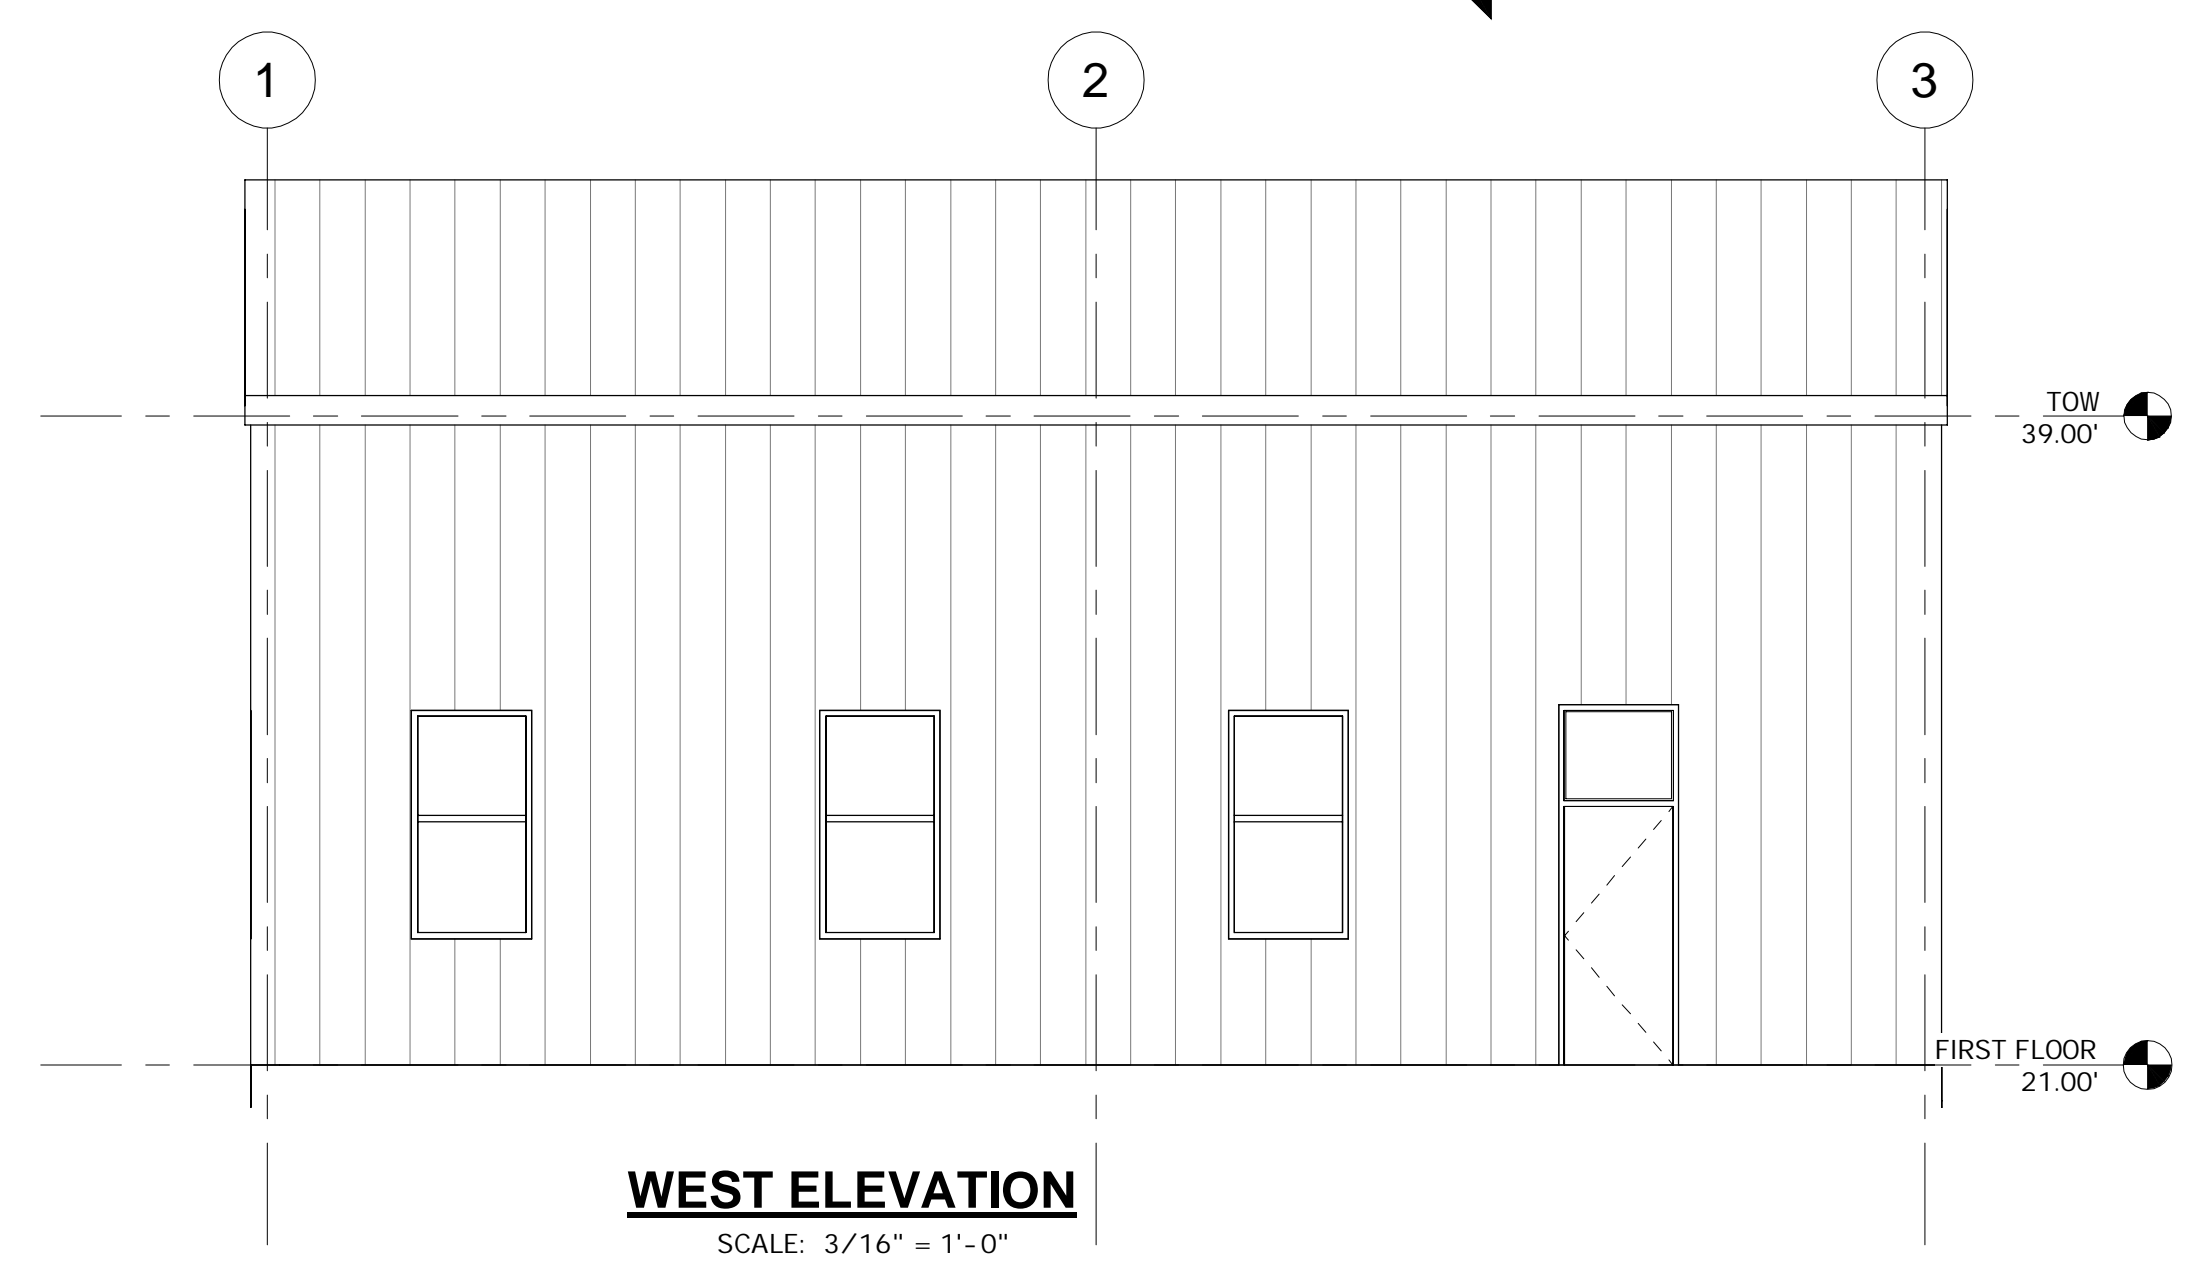 1 2 3
TOW
39.00'
FIRST FLOOR
21.00'
WEST ELEVATION
SCALE: 3/16" = 1'-0"